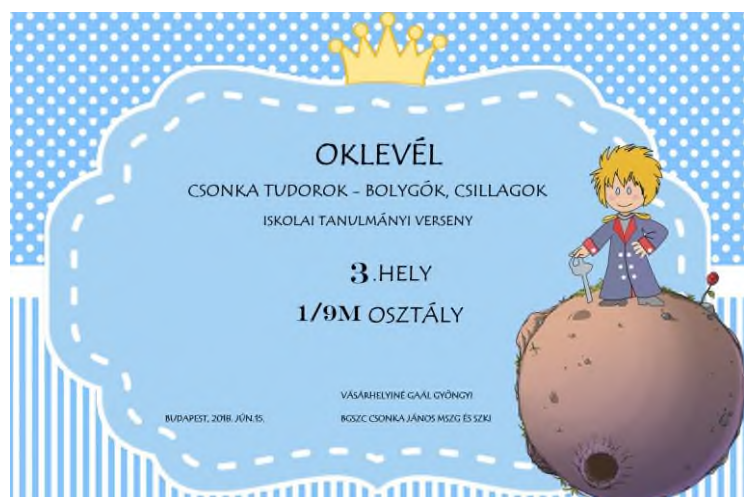 OKLEVÉL
CSONKA TUDOROK - BOLYGÓK, CSILLAGOK
ISKOLAI TANULMÁNYI VERSENY
3.HELY
1/9M OSZTÁLY
VÁSÁRHELYINÉ GAÁL GYÖNGYI
BUDAPEST, 2018. JÚN.15.
BGSZC CSONKA JÁNOS MSZG ÉS SZKI